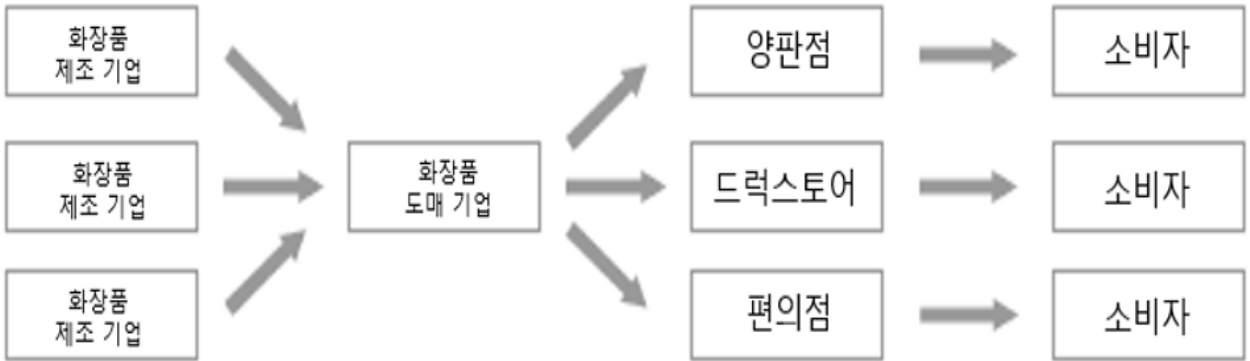 화장품
제조 기업
양판점
소비자
화장품
제조 기업
화장품
도매 기업
드럭스토어
소비자
화장품
제조 기업
편의점
소비자